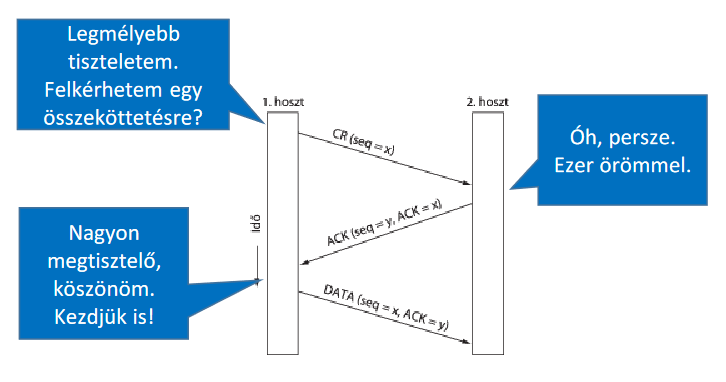 Legmélyebb
tiszteletem.
Felkérhetem egy
összeköttetésre?
1. hoszt
2. hoszt
CR (seq = x)
Óh, persze.
Ezer örömmel.
ACK (seq = y, ACK = x)
Idő
Nagyon
megtisztelő,
köszönöm.
Kezdjük is!
DATA (seq = x, ACK = y)